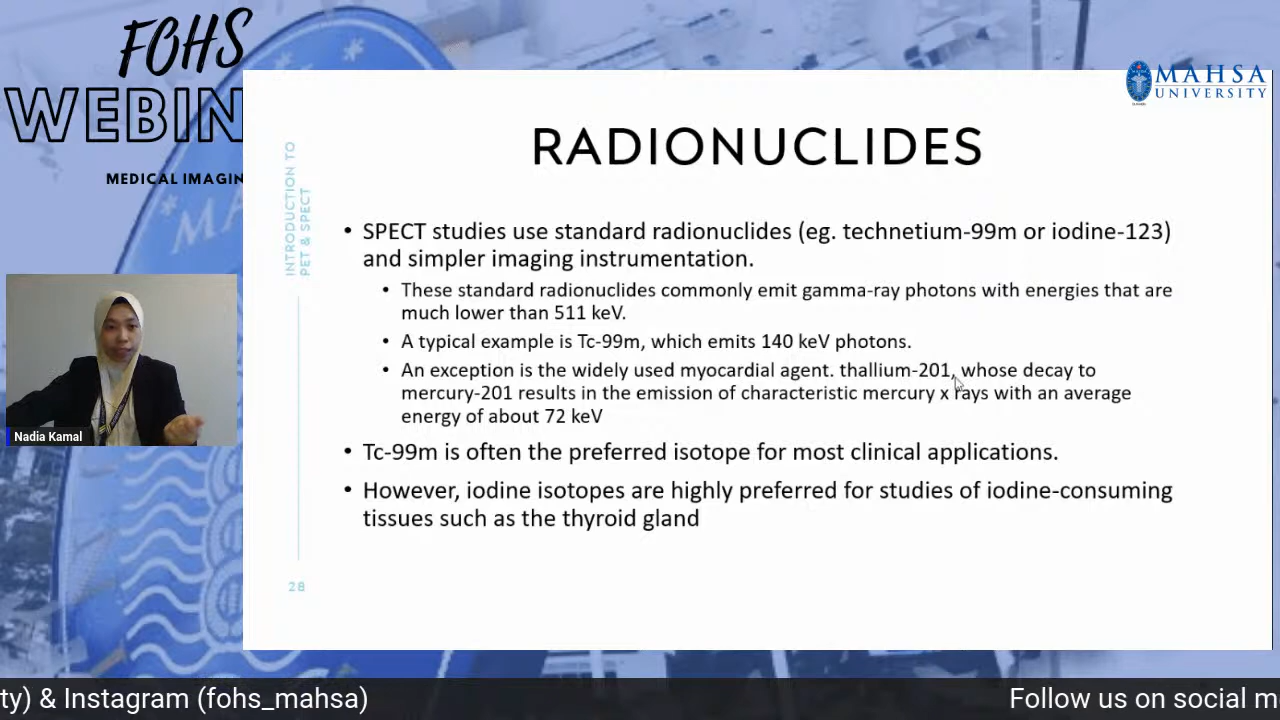 FOHS
WEBIN
MEDICAL IMAGIN
MAHSA
UNIVERSITY
INTRODUCTION TO
PET & SPECT
RADIONUCLIDES
• SPECT studies use standard radionuclides (eg. technetium-99m or iodine-123)
and simpler imaging instrumentation.
• These standard radionuclides commonly emit gamma-ray photons with energies that are
much lower than 511 keV.
• A typical example is Tc-99m, which emits 140 keV photons.
• An exception is the widely used myocardial agent. thallium-201, whose decay to
mercury-201 results in the emission of characteristic mercury x rays with an average
energy of about 72 keV
• Tc-99m is often the preferred isotope for most clinical applications.
• However, iodine isotopes are highly preferred for studies of iodine-consuming
tissues such as the thyroid gland
28
Nadia Kamal
ty) & Instagram (fohs_mahsa)
Follow us on social m